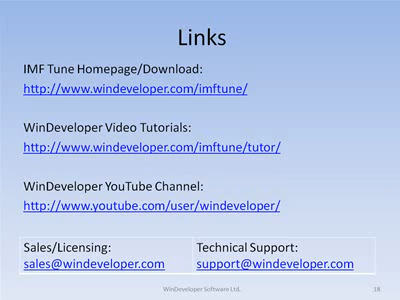 Links
IMF Tune Homepage/Download:
http://www.windeveloper.com/imftune/
WinDeveloper Video Tutorials:
http://www.windeveloper.com/imftune/tutor/
WinDeveloper YouTube Channel:
http://www.youtube.com/user/windeveloper/
Sales/Licensing:
sales@windeveloper.com
Technical Support:
support@windeveloper.com
WinDeveloper Software Ltd.
18